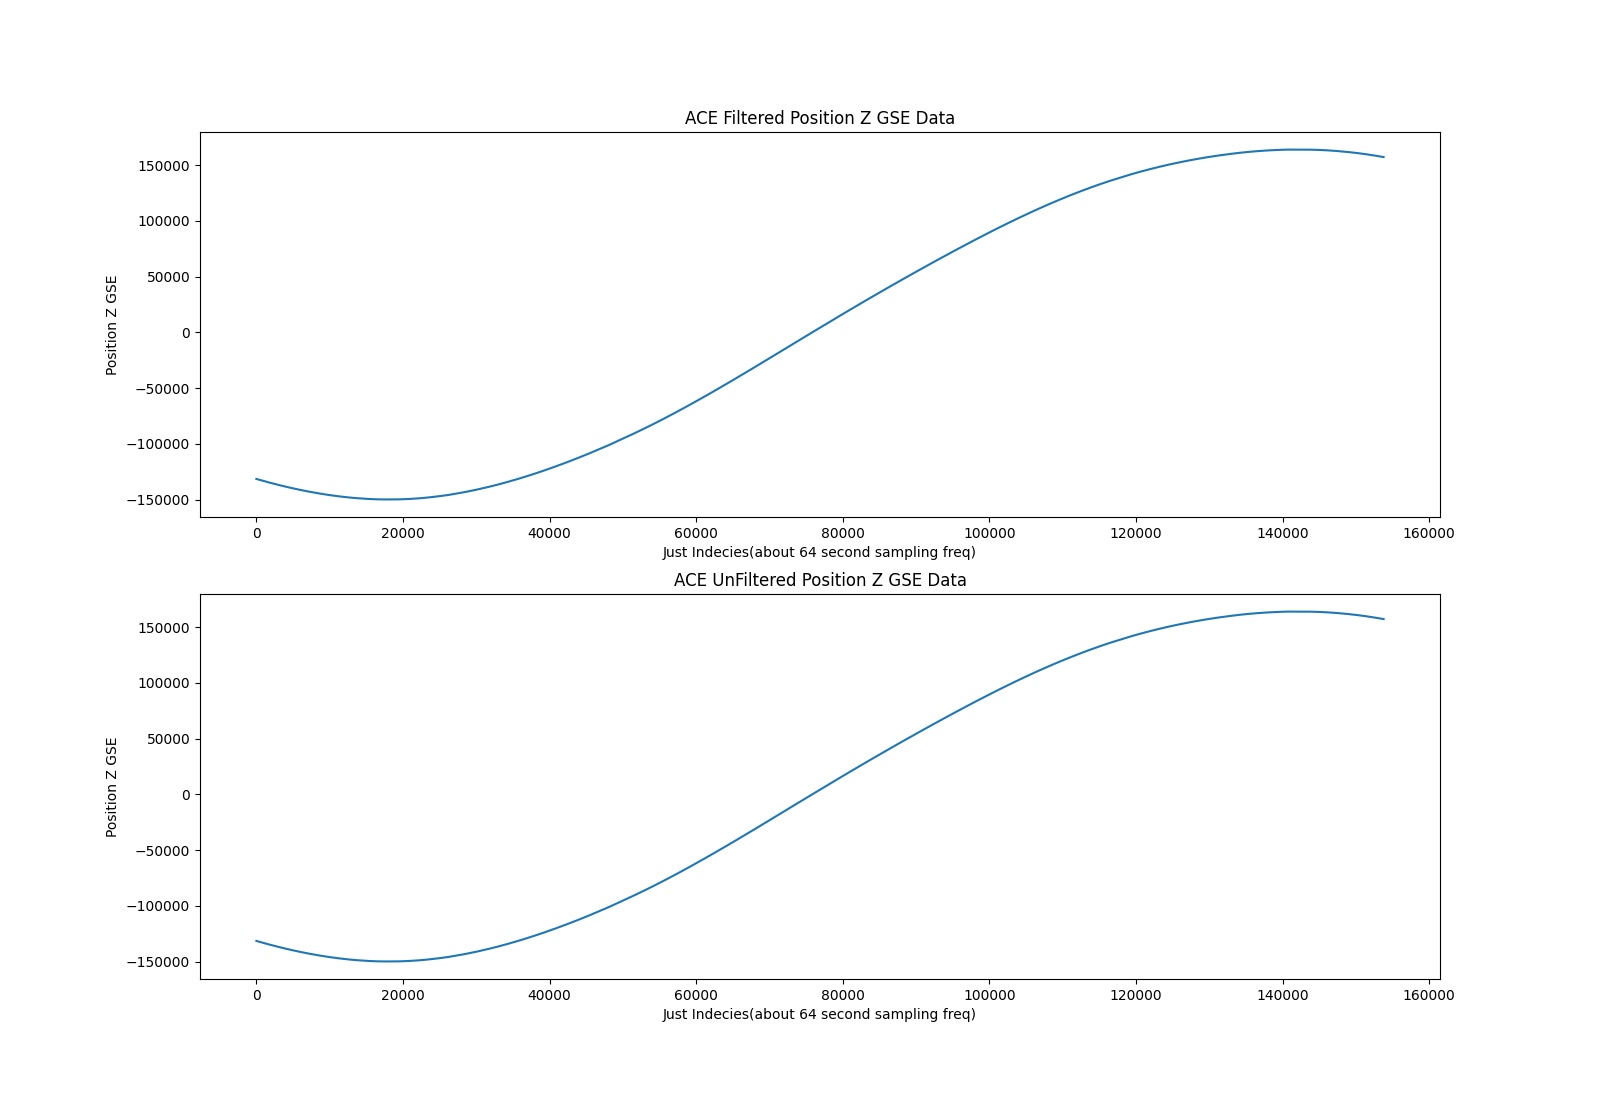 ACE Filtered Position Z GSE Data
150000
100000
50000
0
−50000
−100000
−150000
Position Z GSE
0 20000 40000 60000 80000 100000 120000 140000 160000
Just Indecies(about 64 second sampling freq)
ACE UnFiltered Position Z GSE Data
150000
100000
50000
0
−50000
−100000
−150000
Position Z GSE
0 20000 40000 60000 80000 100000 120000 140000 160000
Just Indecies(about 64 second sampling freq)